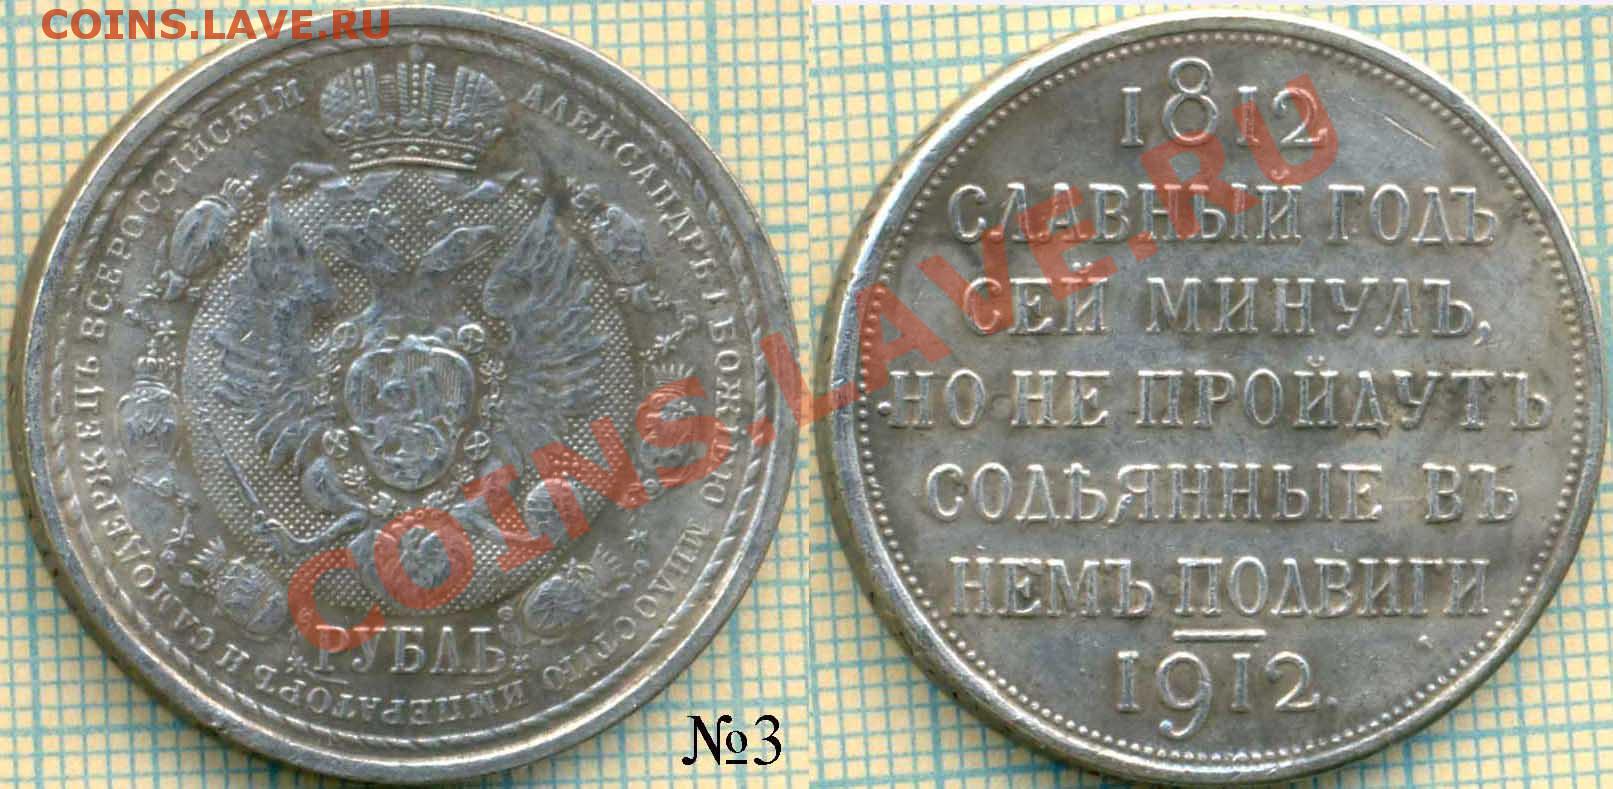 COINS.LAVE.RU
АЛЕКСАНДРЪ I БОЖИЕЮ МИЛОСТІЮ ИМПЕРАТОРЪ И САМОДЕРЖЕЦЪ ВСЕРОССІЙСКІЙ
РУБЛЬ
№3
1812
СЛАВНЫЙ ГОДЪ
СЕЙ МИНУЛЪ,
НО НЕ ПРОЙДУТЪ
СОДѢЯННЫЕ ВЪ
НЕМЪ ПОДВИГИ
1912.
COINS.LAVE.RU